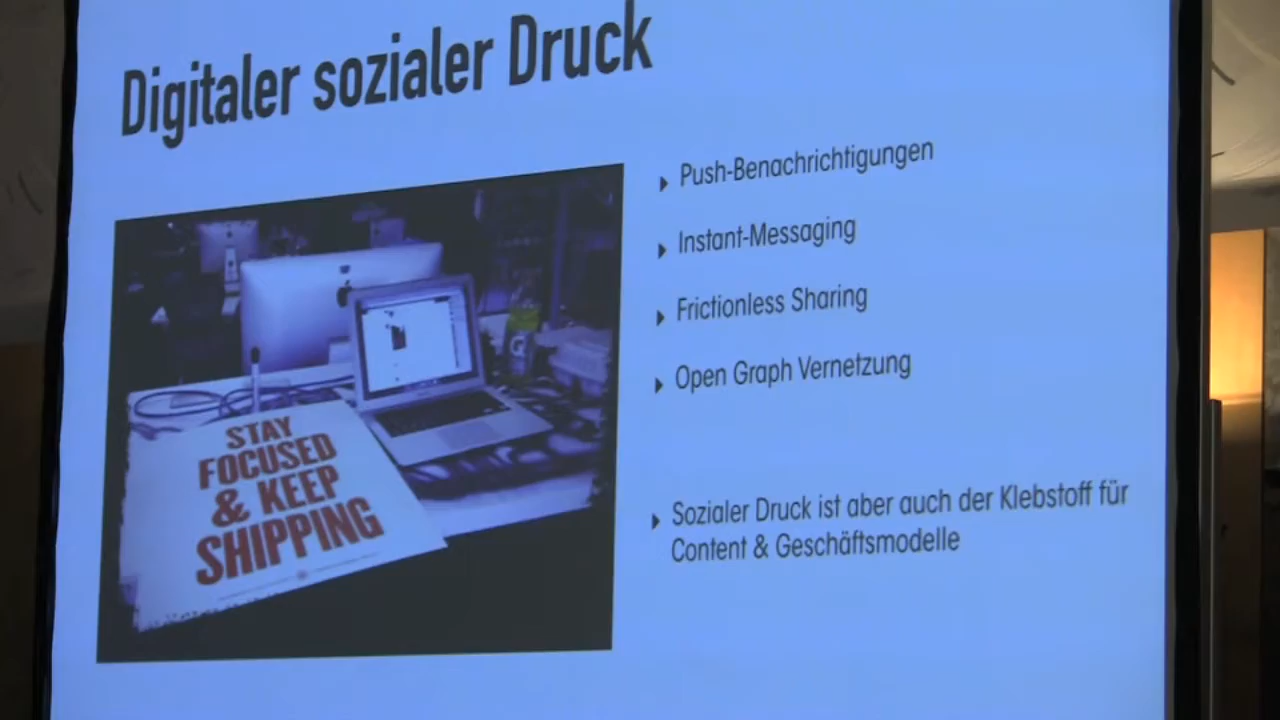 Digitaler sozialer Druck
Push-Benachrichtigungen
Instant-Messaging
Frictionless Sharing
Open Graph Vernetzung
Sozialer Druck ist aber auch der Klebstoff für
Content & Geschäftsmodelle
STAY
FOCUSED
& KEEP
SHIPPING
G